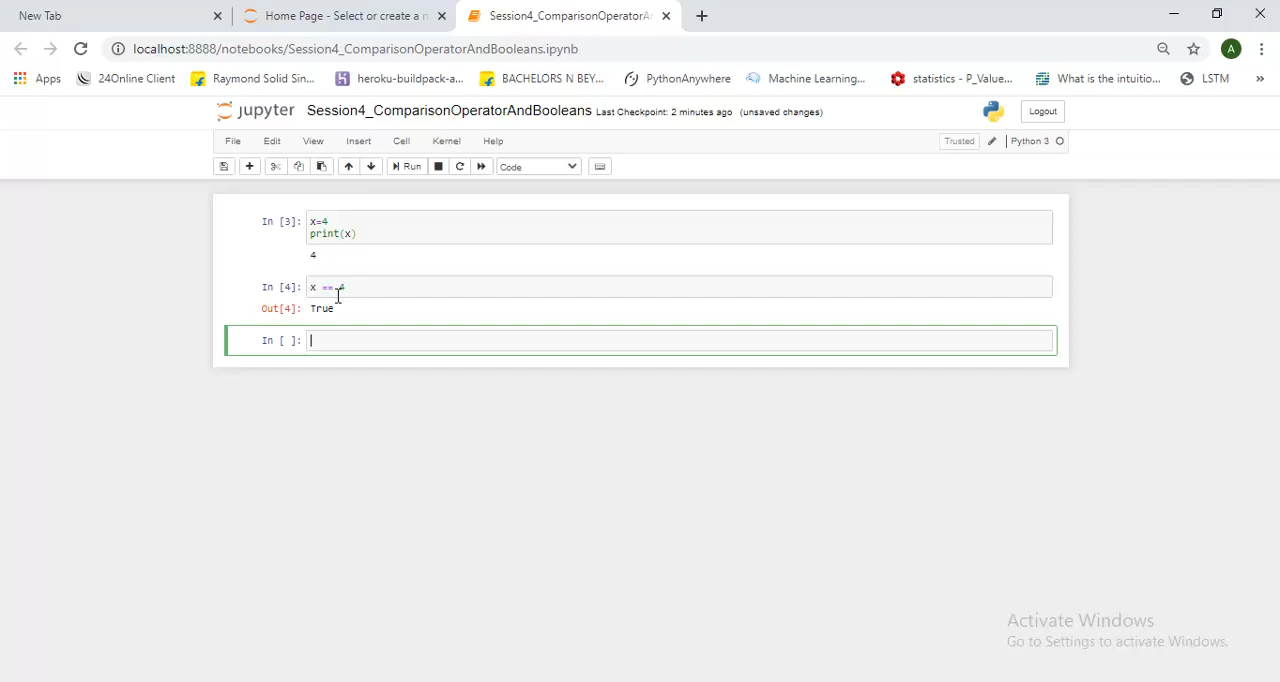 New Tab
Home Page - Select or create a n
Session4_ComparisonOperatorAn
localhost:8888/notebooks/Session4_ComparisonOperatorAndBooleans.ipynb
A
Apps
24Online Client
Raymond Solid Sin...
heroku-buildpack-a...
BACHELORS N BEY...
PythonAnywhere
Machine Learning...
statistics - P_Value...
What is the intuitio...
LSTM
»
jupyter Session4_ComparisonOperatorAndBooleans Last Checkpoint: 2 minutes ago (unsaved changes)
Logout
File Edit View Insert Cell Kernel Help
Trusted
Python 3
Run
Code
In [3]: x=4
print(x)
4
In [4]: x == 4
Out[4]: True
In [ ]:
Activate Windows
Go to Settings to activate Windows.